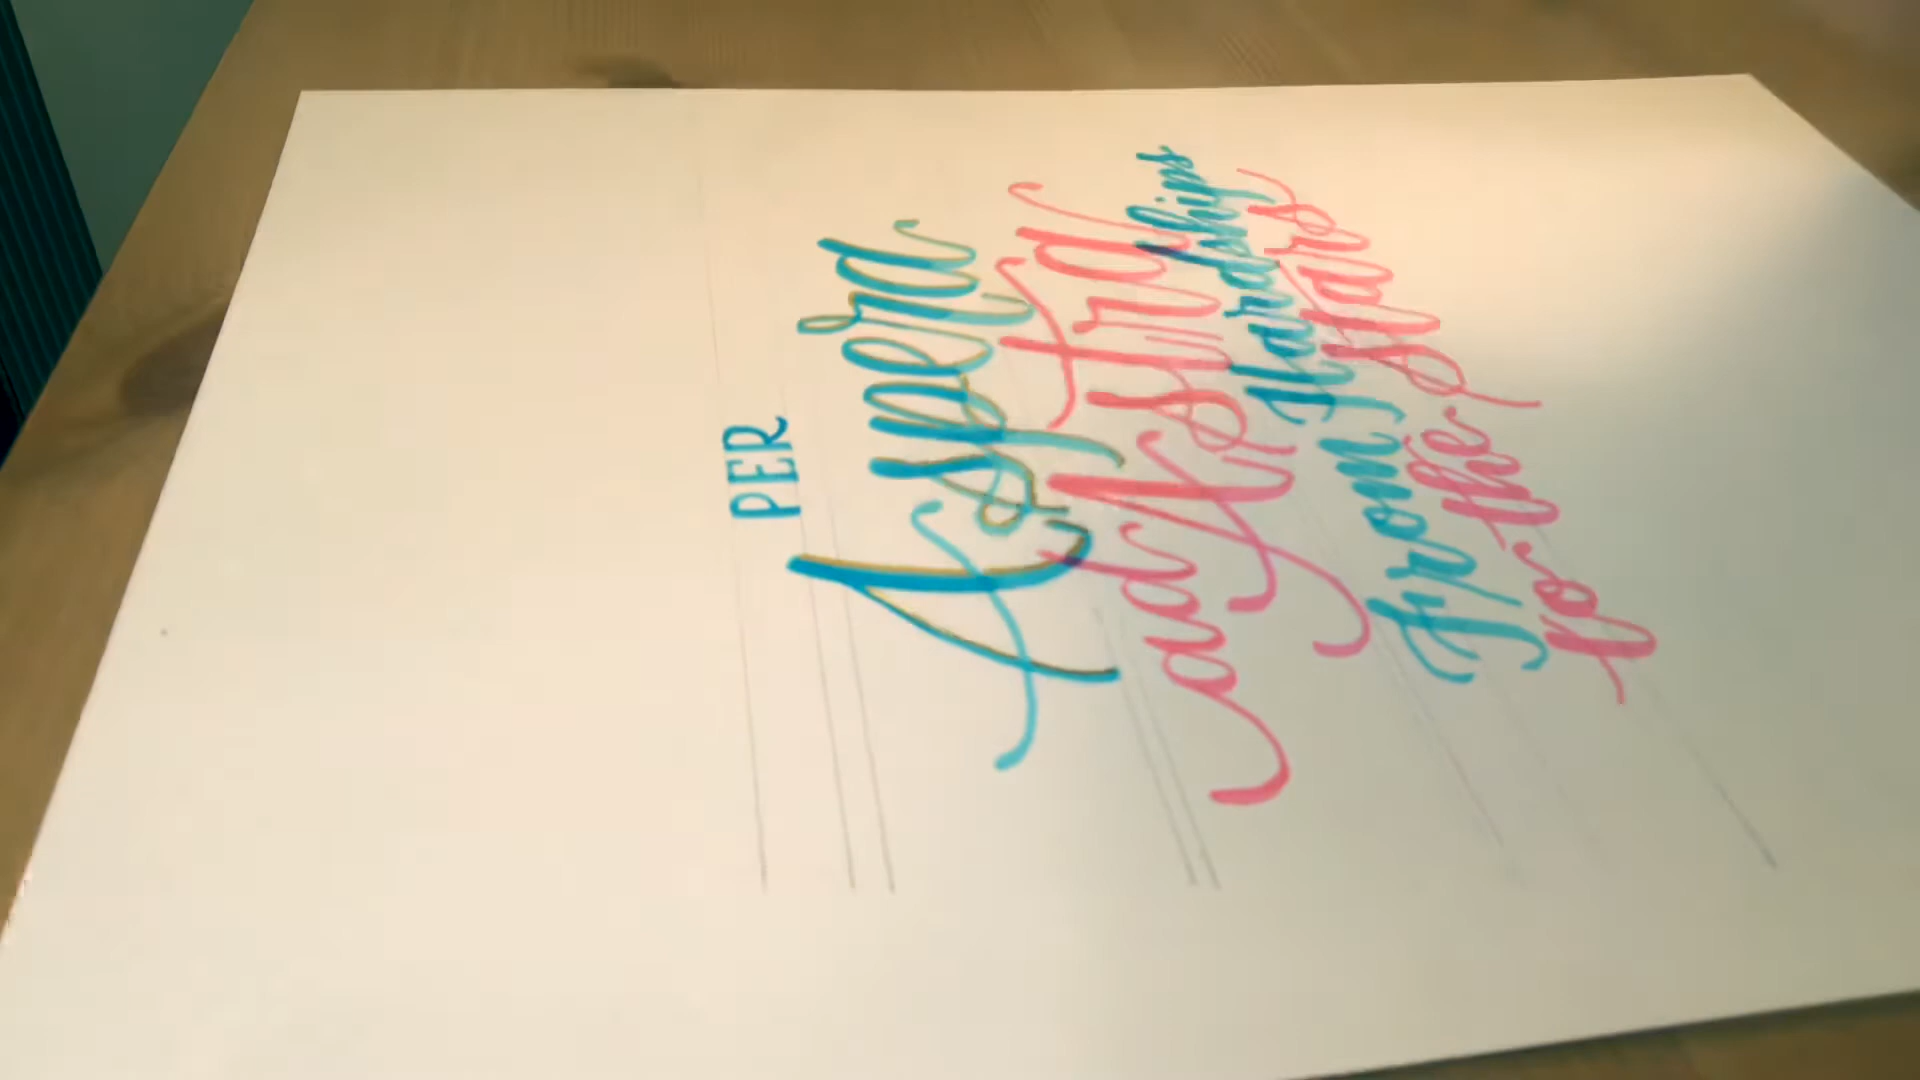 PER
Aspera
ad Astra
From Hardships
to the stars